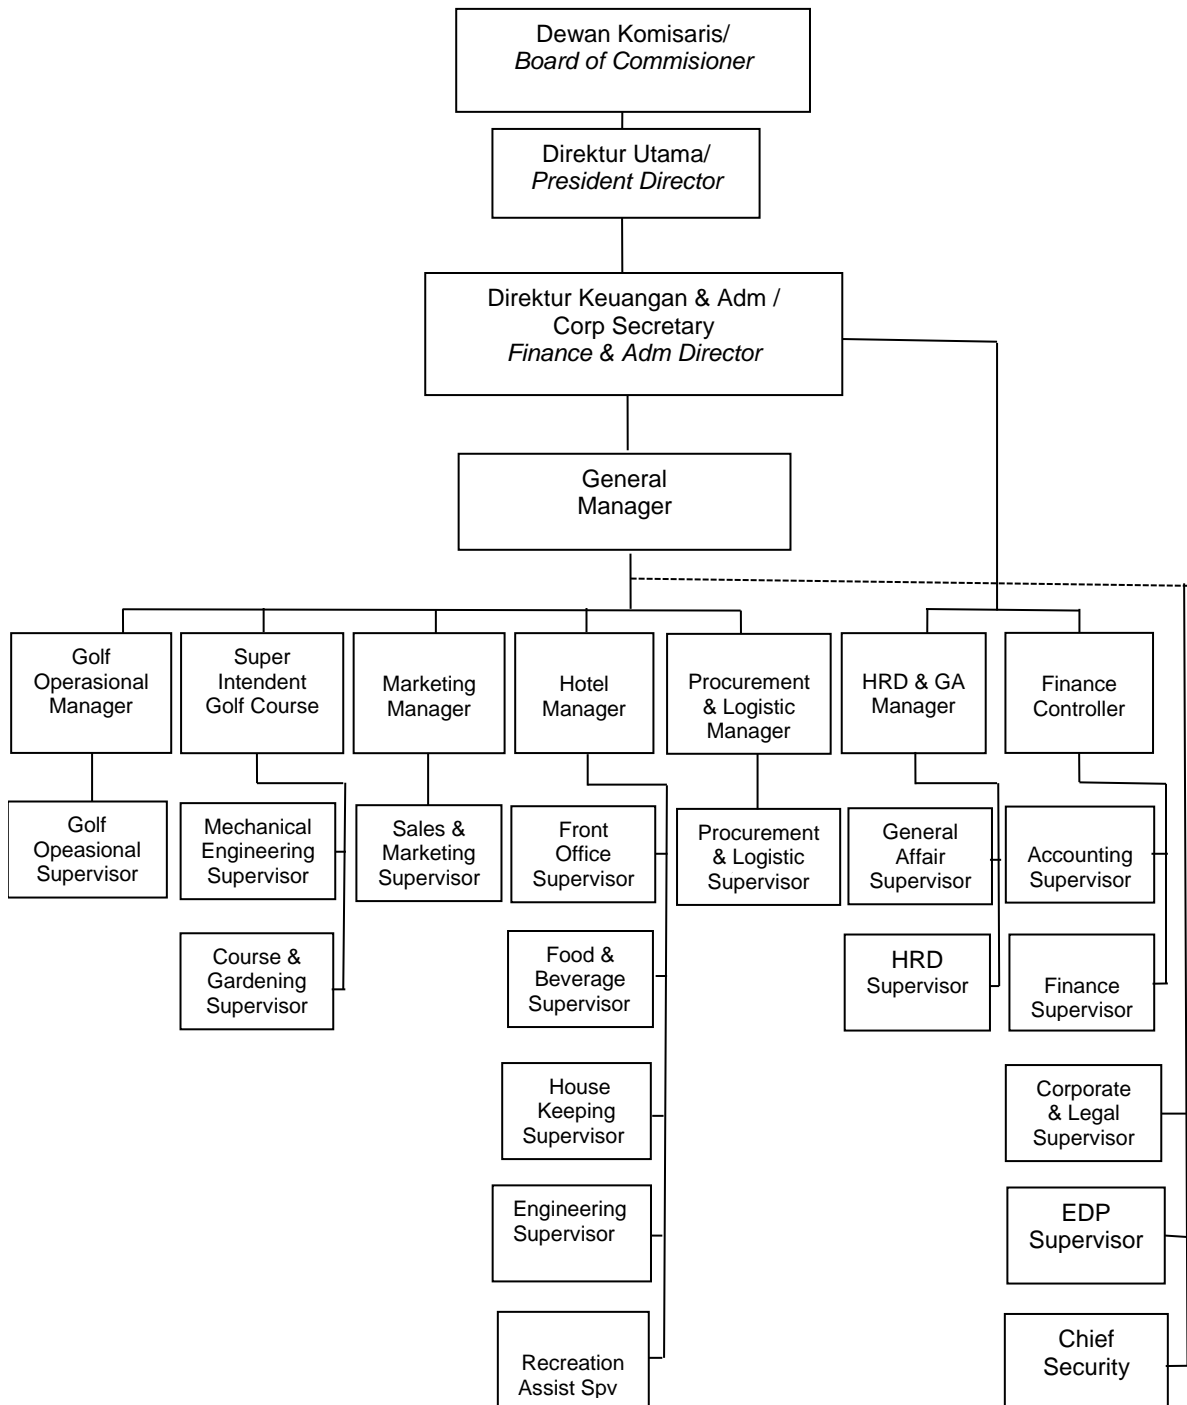 Dewan Komisaris/
Board of Commisioner
Direktur Utama/
President Director
Direktur Keuangan & Adm /
Corp Secretary
Finance & Adm Director
General
Manager
Golf
Operasional
Manager
Super
Intendent
Golf Course
Marketing
Manager
Hotel
Manager
Procurement
& Logistic
Manager
HRD & GA
Manager
Finance
Controller
Golf
Opeasional
Supervisor
Mechanical
Engineering
Supervisor
Sales &
Marketing
Supervisor
Front
Office
Supervisor
Procurement
& Logistic
Supervisor
General
Affair
Supervisor
Accounting
Supervisor
Course &
Gardening
Supervisor
Food &
Beverage
Supervisor
HRD
Supervisor
Finance
Supervisor
House
Keeping
Supervisor
Corporate
& Legal
Supervisor
Engineering
Supervisor
EDP
Supervisor
Recreation
Assist Spv
Chief
Security